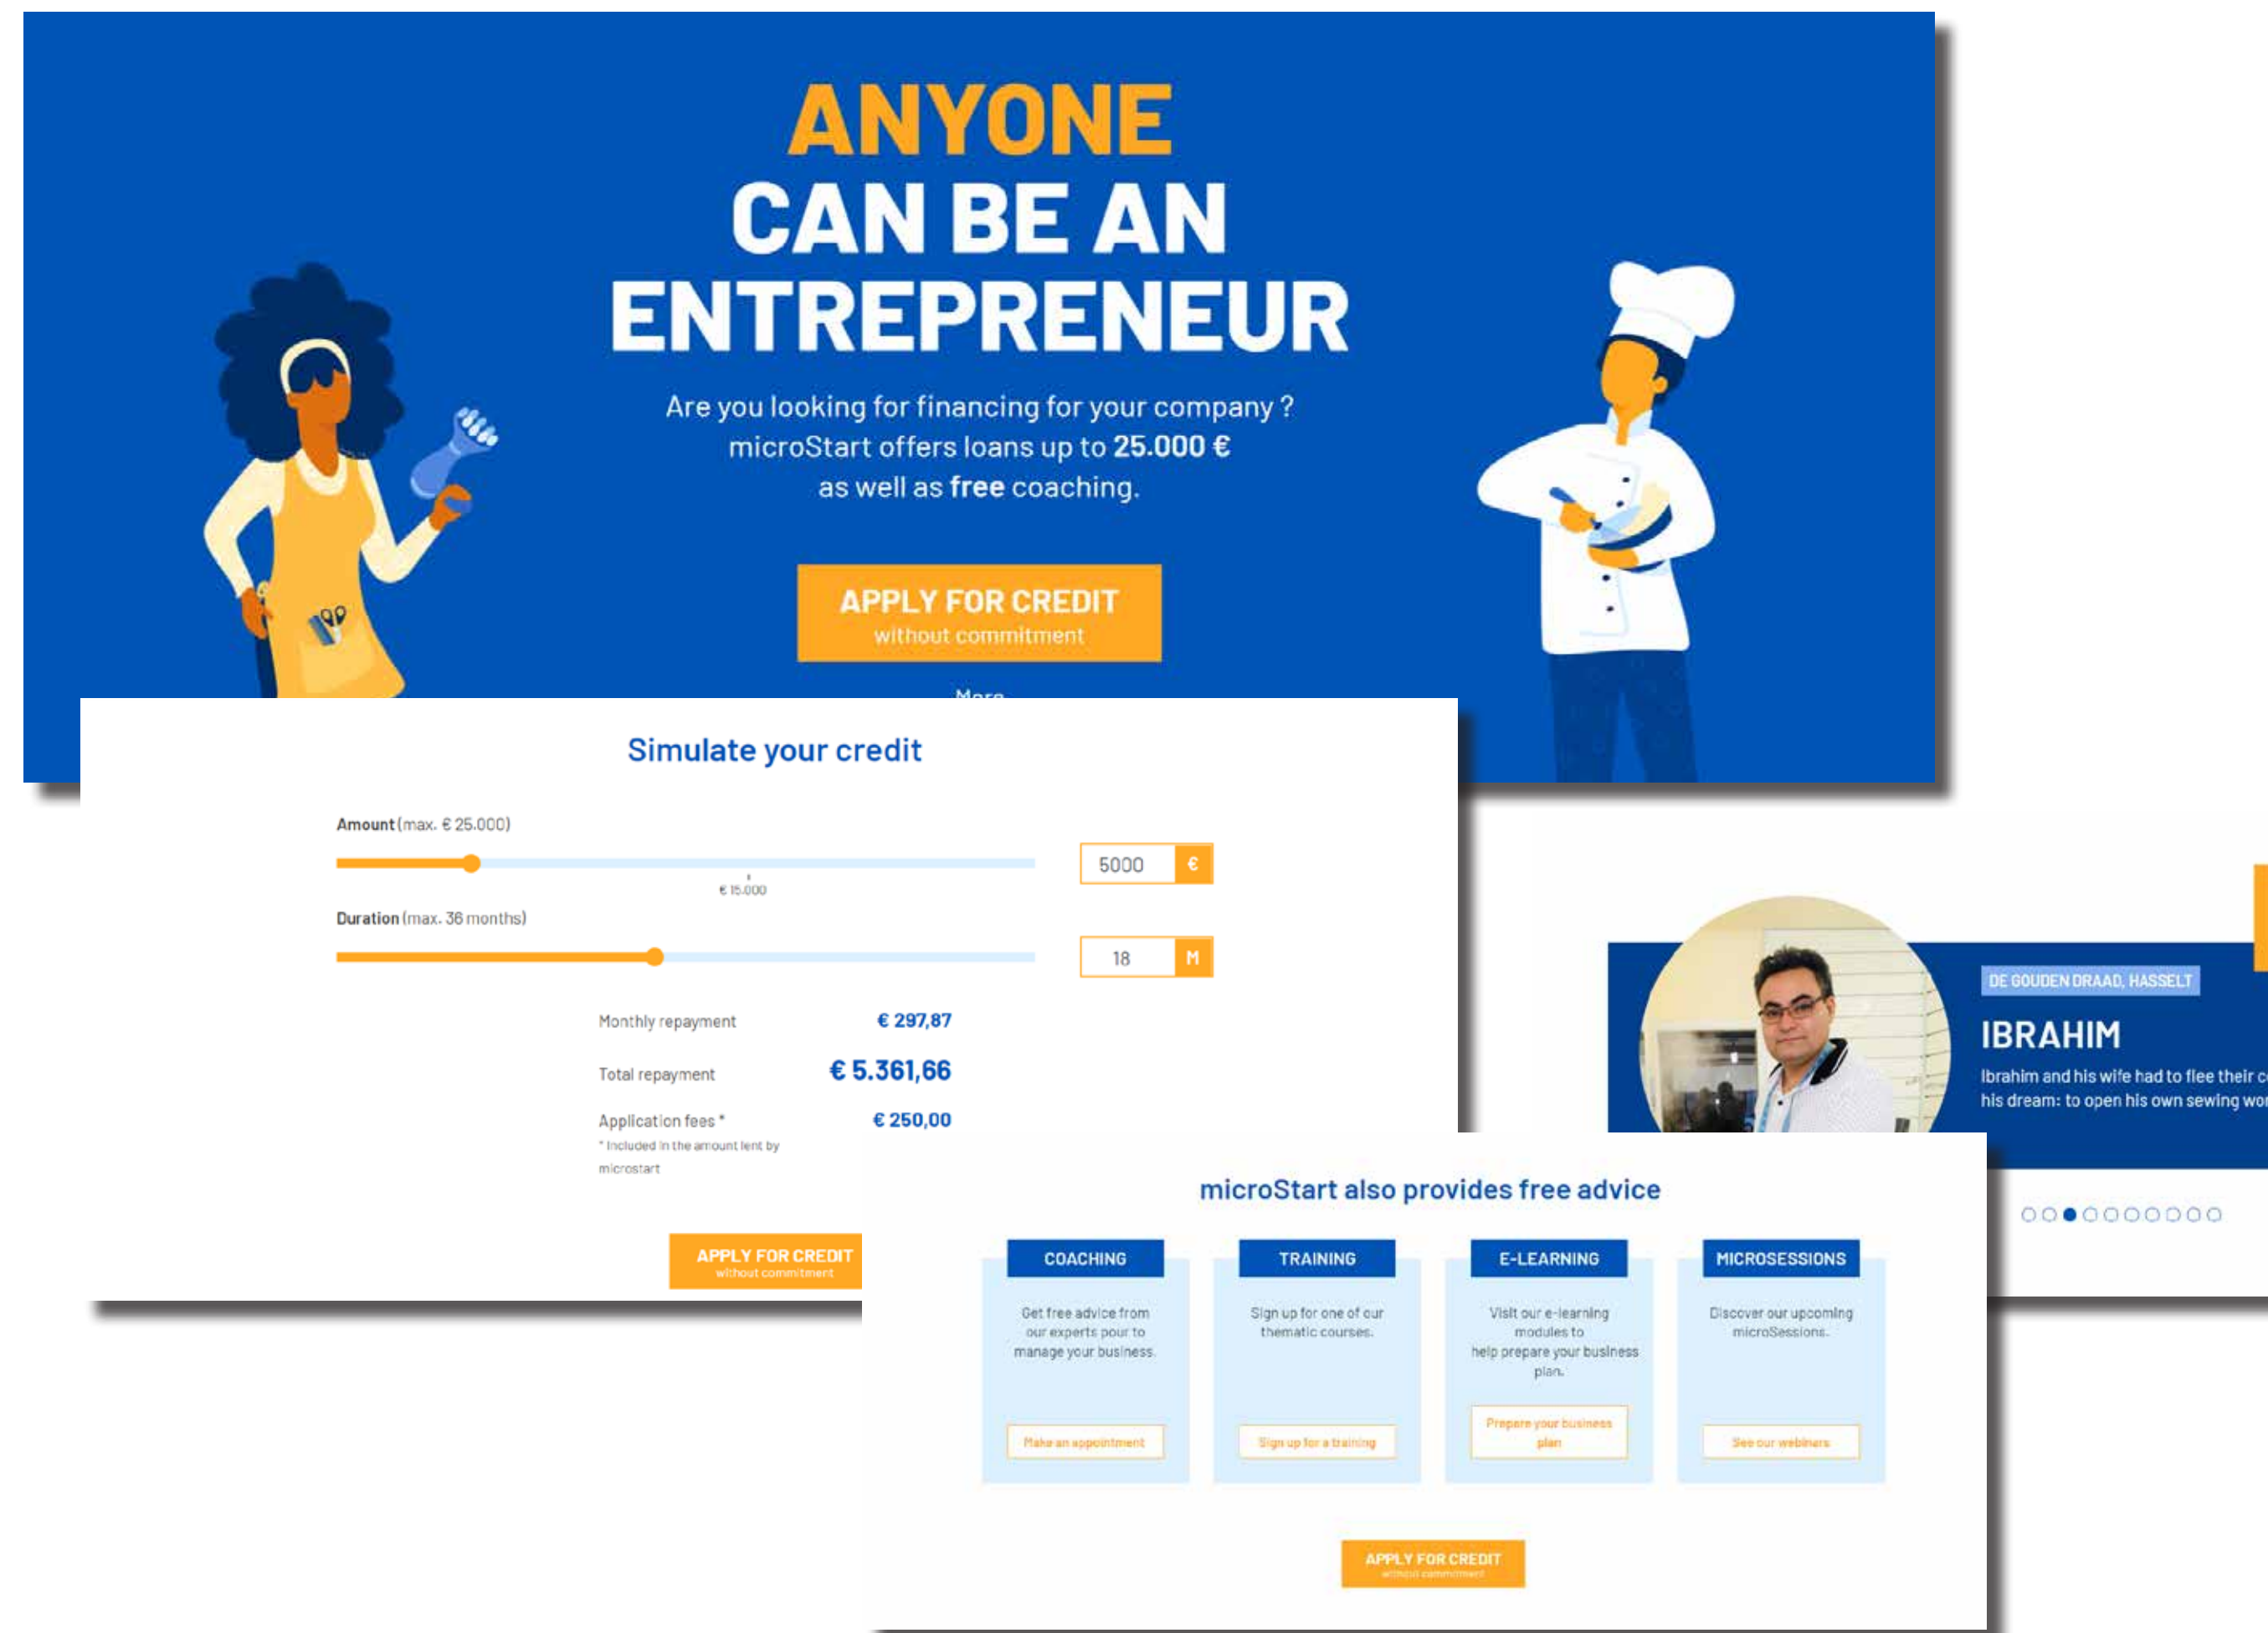 ANYONE
CAN BE AN
ENTREPRENEUR
Are you looking for financing for your company ?
microStart offers loans up to 25.000 €
as well as free coaching.
APPLY FOR CREDIT
without commitment
More
Simulate your credit
Amount (max. € 25.000)
5000 €
€ 15.000
Duration (max. 36 months)
18 M
Monthly repayment € 297,87
Total repayment € 5.361,66
Application fees * € 250,00
* Included in the amount lent by
microstart
APPLY FOR CREDIT
without commitment
DE GOUDEN DRAAD, HASSELT
IBRAHIM
Ibrahim and his wife had to flee their
his dream: to open his own sewing
microStart also provides free advice
COACHING
Get free advice from
our experts pour to
manage your business.
Make an appointment
TRAINING
Sign up for one of our
thematic courses.
Sign up for a training
E-LEARNING
Visit our e-learning
modules to
help prepare your business
plan.
Prepare your business
plan
MICROSESSIONS
Discover our upcoming
microSessions.
See our webinars
APPLY FOR CREDIT
without commitment